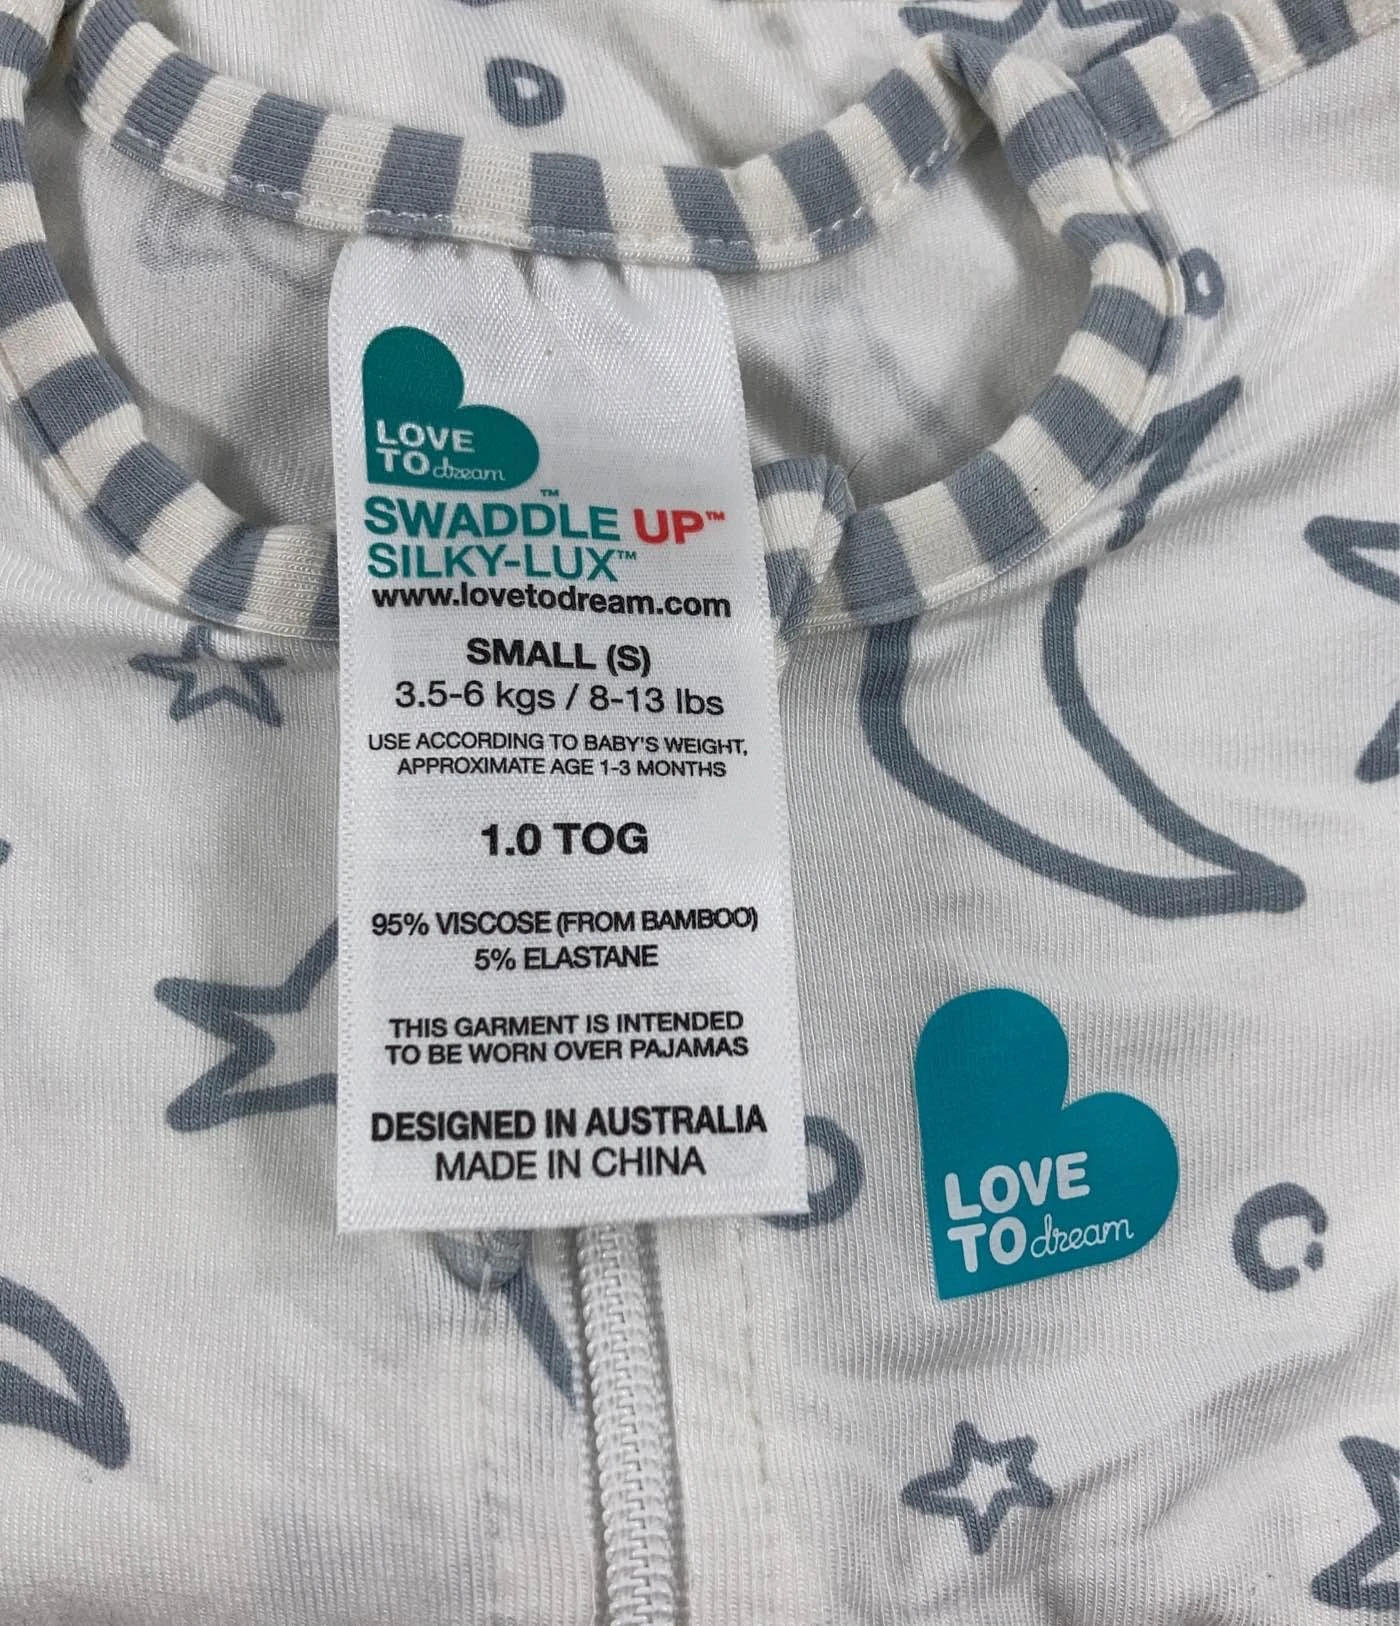 LOVE
TO dream
™
SWADDLE UP™
SILKY-LUX™
www.lovetodream.com
SMALL (S)
3.5-6 kgs / 8-13 lbs
USE ACCORDING TO BABY'S WEIGHT,
APPROXIMATE AGE 1-3 MONTHS
1.0 TOG
95% VISCOSE (FROM BAMBOO)
5% ELASTANE
THIS GARMENT IS INTENDED
TO BE WORN OVER PAJAMAS
DESIGNED IN AUSTRALIA
MADE IN CHINA
LOVE
TO dream